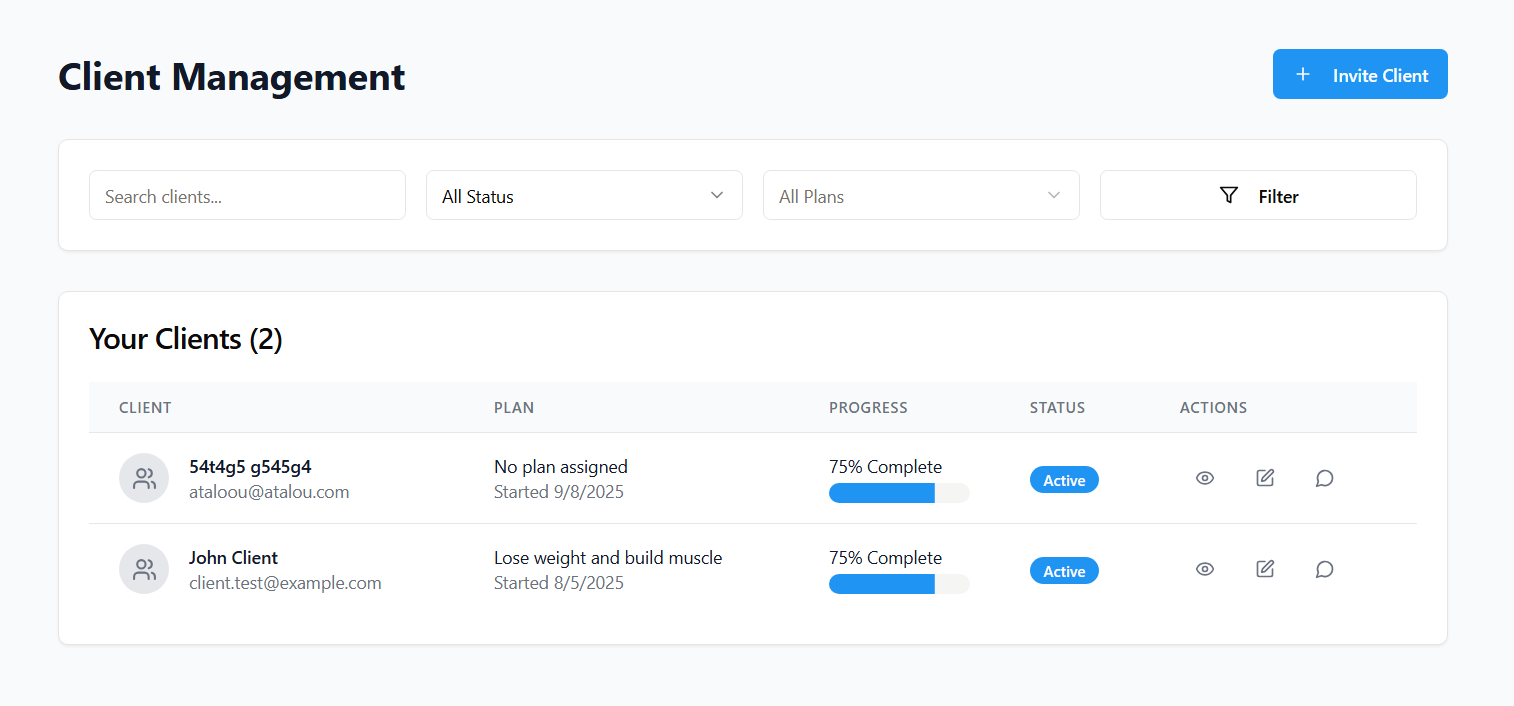 Client Management
+ Invite Client
Search clients...
All Status
All Plans
Filter
Your Clients (2)
CLIENT PLAN PROGRESS STATUS ACTIONS
54t4g5 g545g4 No plan assigned 75% Complete
ataloou@atalou.com Started 9/8/2025 Active
John Client Lose weight and build muscle 75% Complete
client.test@example.com Started 8/5/2025 Active